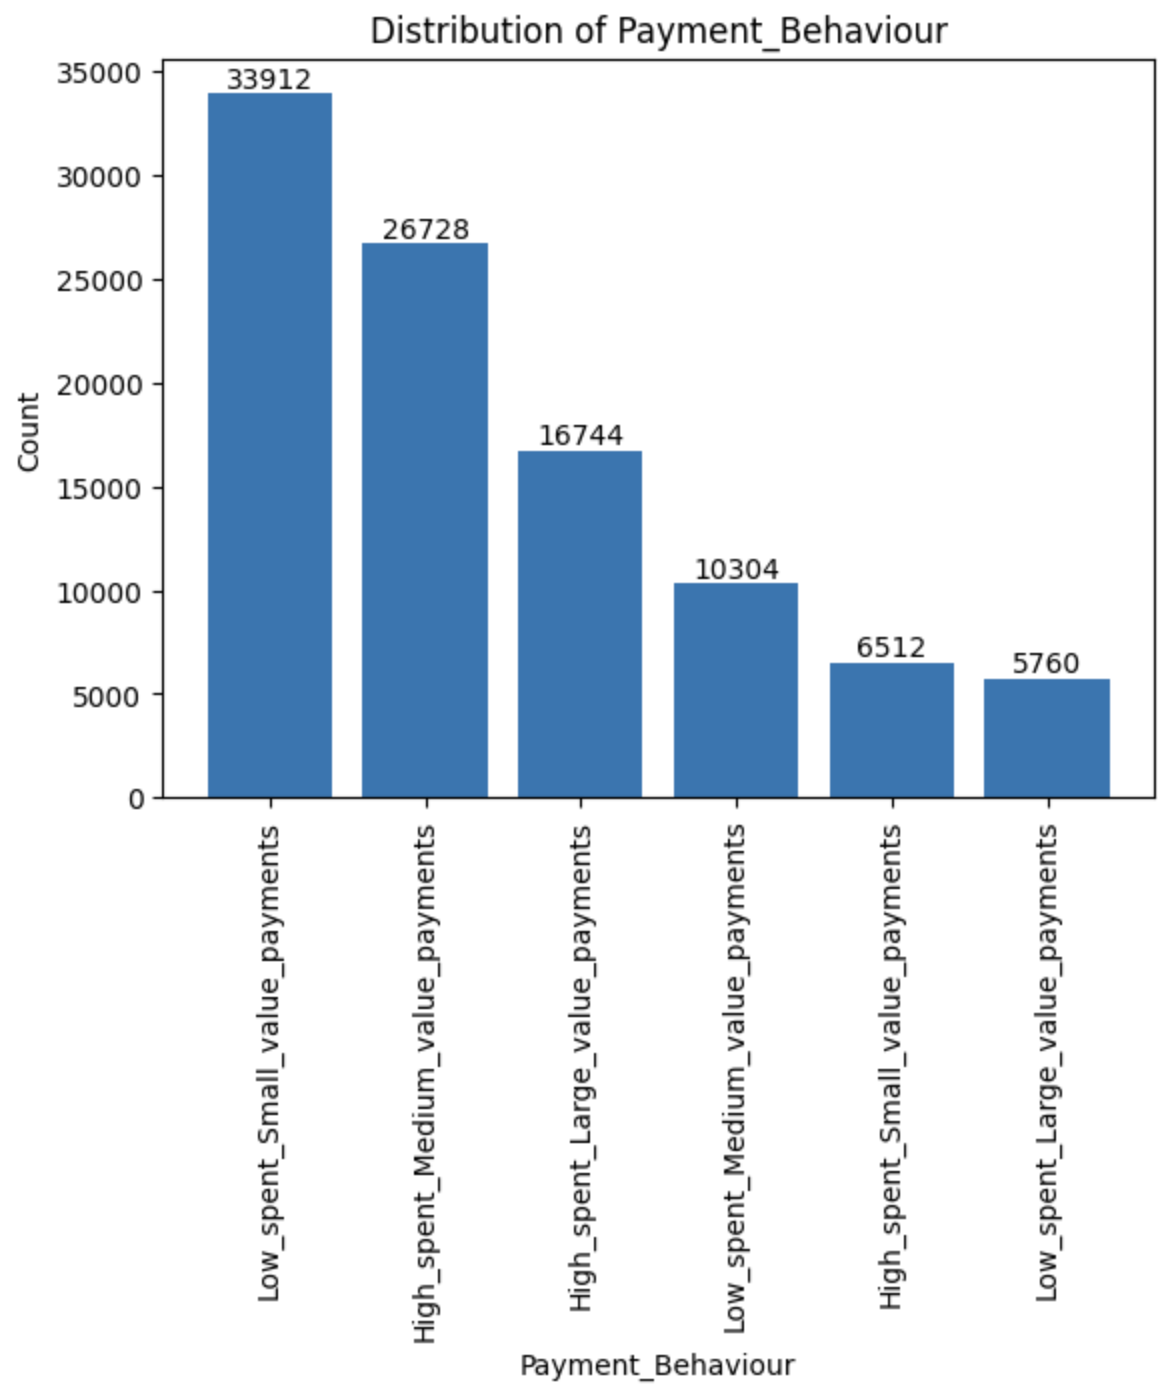 Distribution of Payment_Behaviour
35000
30000
25000
20000
15000
10000
5000
0
Count
33912
26728
16744
10304
6512
5760
Low_spent_Small_value_payments
High_spent_Medium_value_payments
High_spent_Large_value_payments
Low_spent_Medium_value_payments
High_spent_Small_value_payments
Low_spent_Large_value_payments
Payment_Behaviour